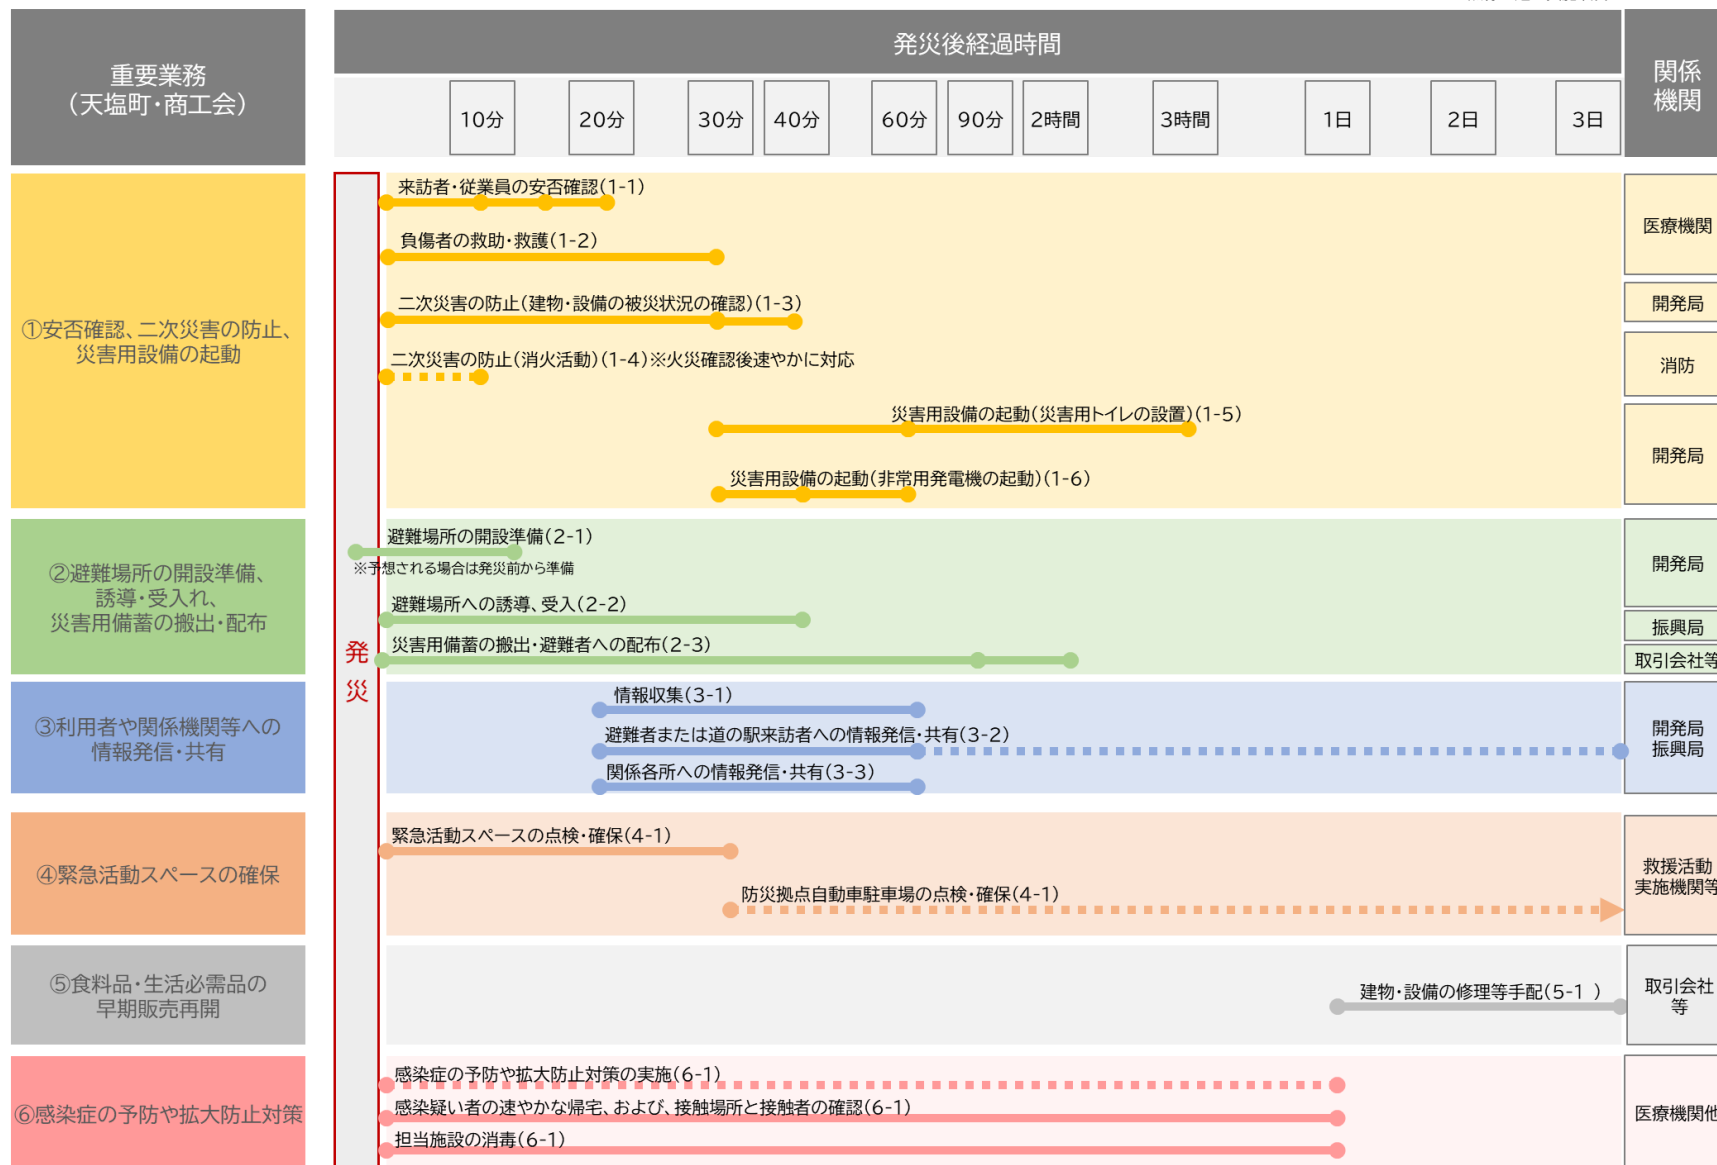 重要業務
（天塩町・商工会）
発災後経過時間
関係
機関
10分
20分
30分
40分
60分
90分
2時間
3時間
1日
2日
3日
発
災
①安否確認、二次災害の防止、
災害用設備の起動
来訪者・従業員の安否確認(1-1)
負傷者の救助・救護(1-2)
二次災害の防止(建物・設備の被災状況の確認)(1-3)
二次災害の防止(消火活動)(1-4)※火災確認後速やかに対応
災害用設備の起動(災害用トイレの設置)(1-5)
災害用設備の起動(非常用発電機の起動)(1-6)
医療機関
開発局
消防
開発局
②避難場所の開設準備、
誘導・受入れ、
災害用備蓄の搬出・配布
避難場所の開設準備(2-1)
※予想される場合は発災前から準備
避難場所への誘導、受入(2-2)
災害用備蓄の搬出・避難者への配布(2-3)
開発局
振興局
取引会社等
③利用者や関係機関等への
情報発信・共有
情報収集(3-1)
避難者または道の駅来訪者への情報発信・共有(3-2)
関係各所への情報発信・共有(3-3)
開発局
振興局
④緊急活動スペースの確保
緊急活動スペースの点検・確保(4-1)
防災拠点自動車駐車場の点検・確保(4-1)
救援活動
実施機関等
⑤食料品・生活必需品の
早期販売再開
建物・設備の修理等手配(5-1 )
取引会社
等
⑥感染症の予防や拡大防止対策
感染症の予防や拡大防止対策の実施(6-1)
感染疑い者の速やかな帰宅、および、接触場所と接触者の確認(6-1)
担当施設の消毒(6-1)
医療機関他